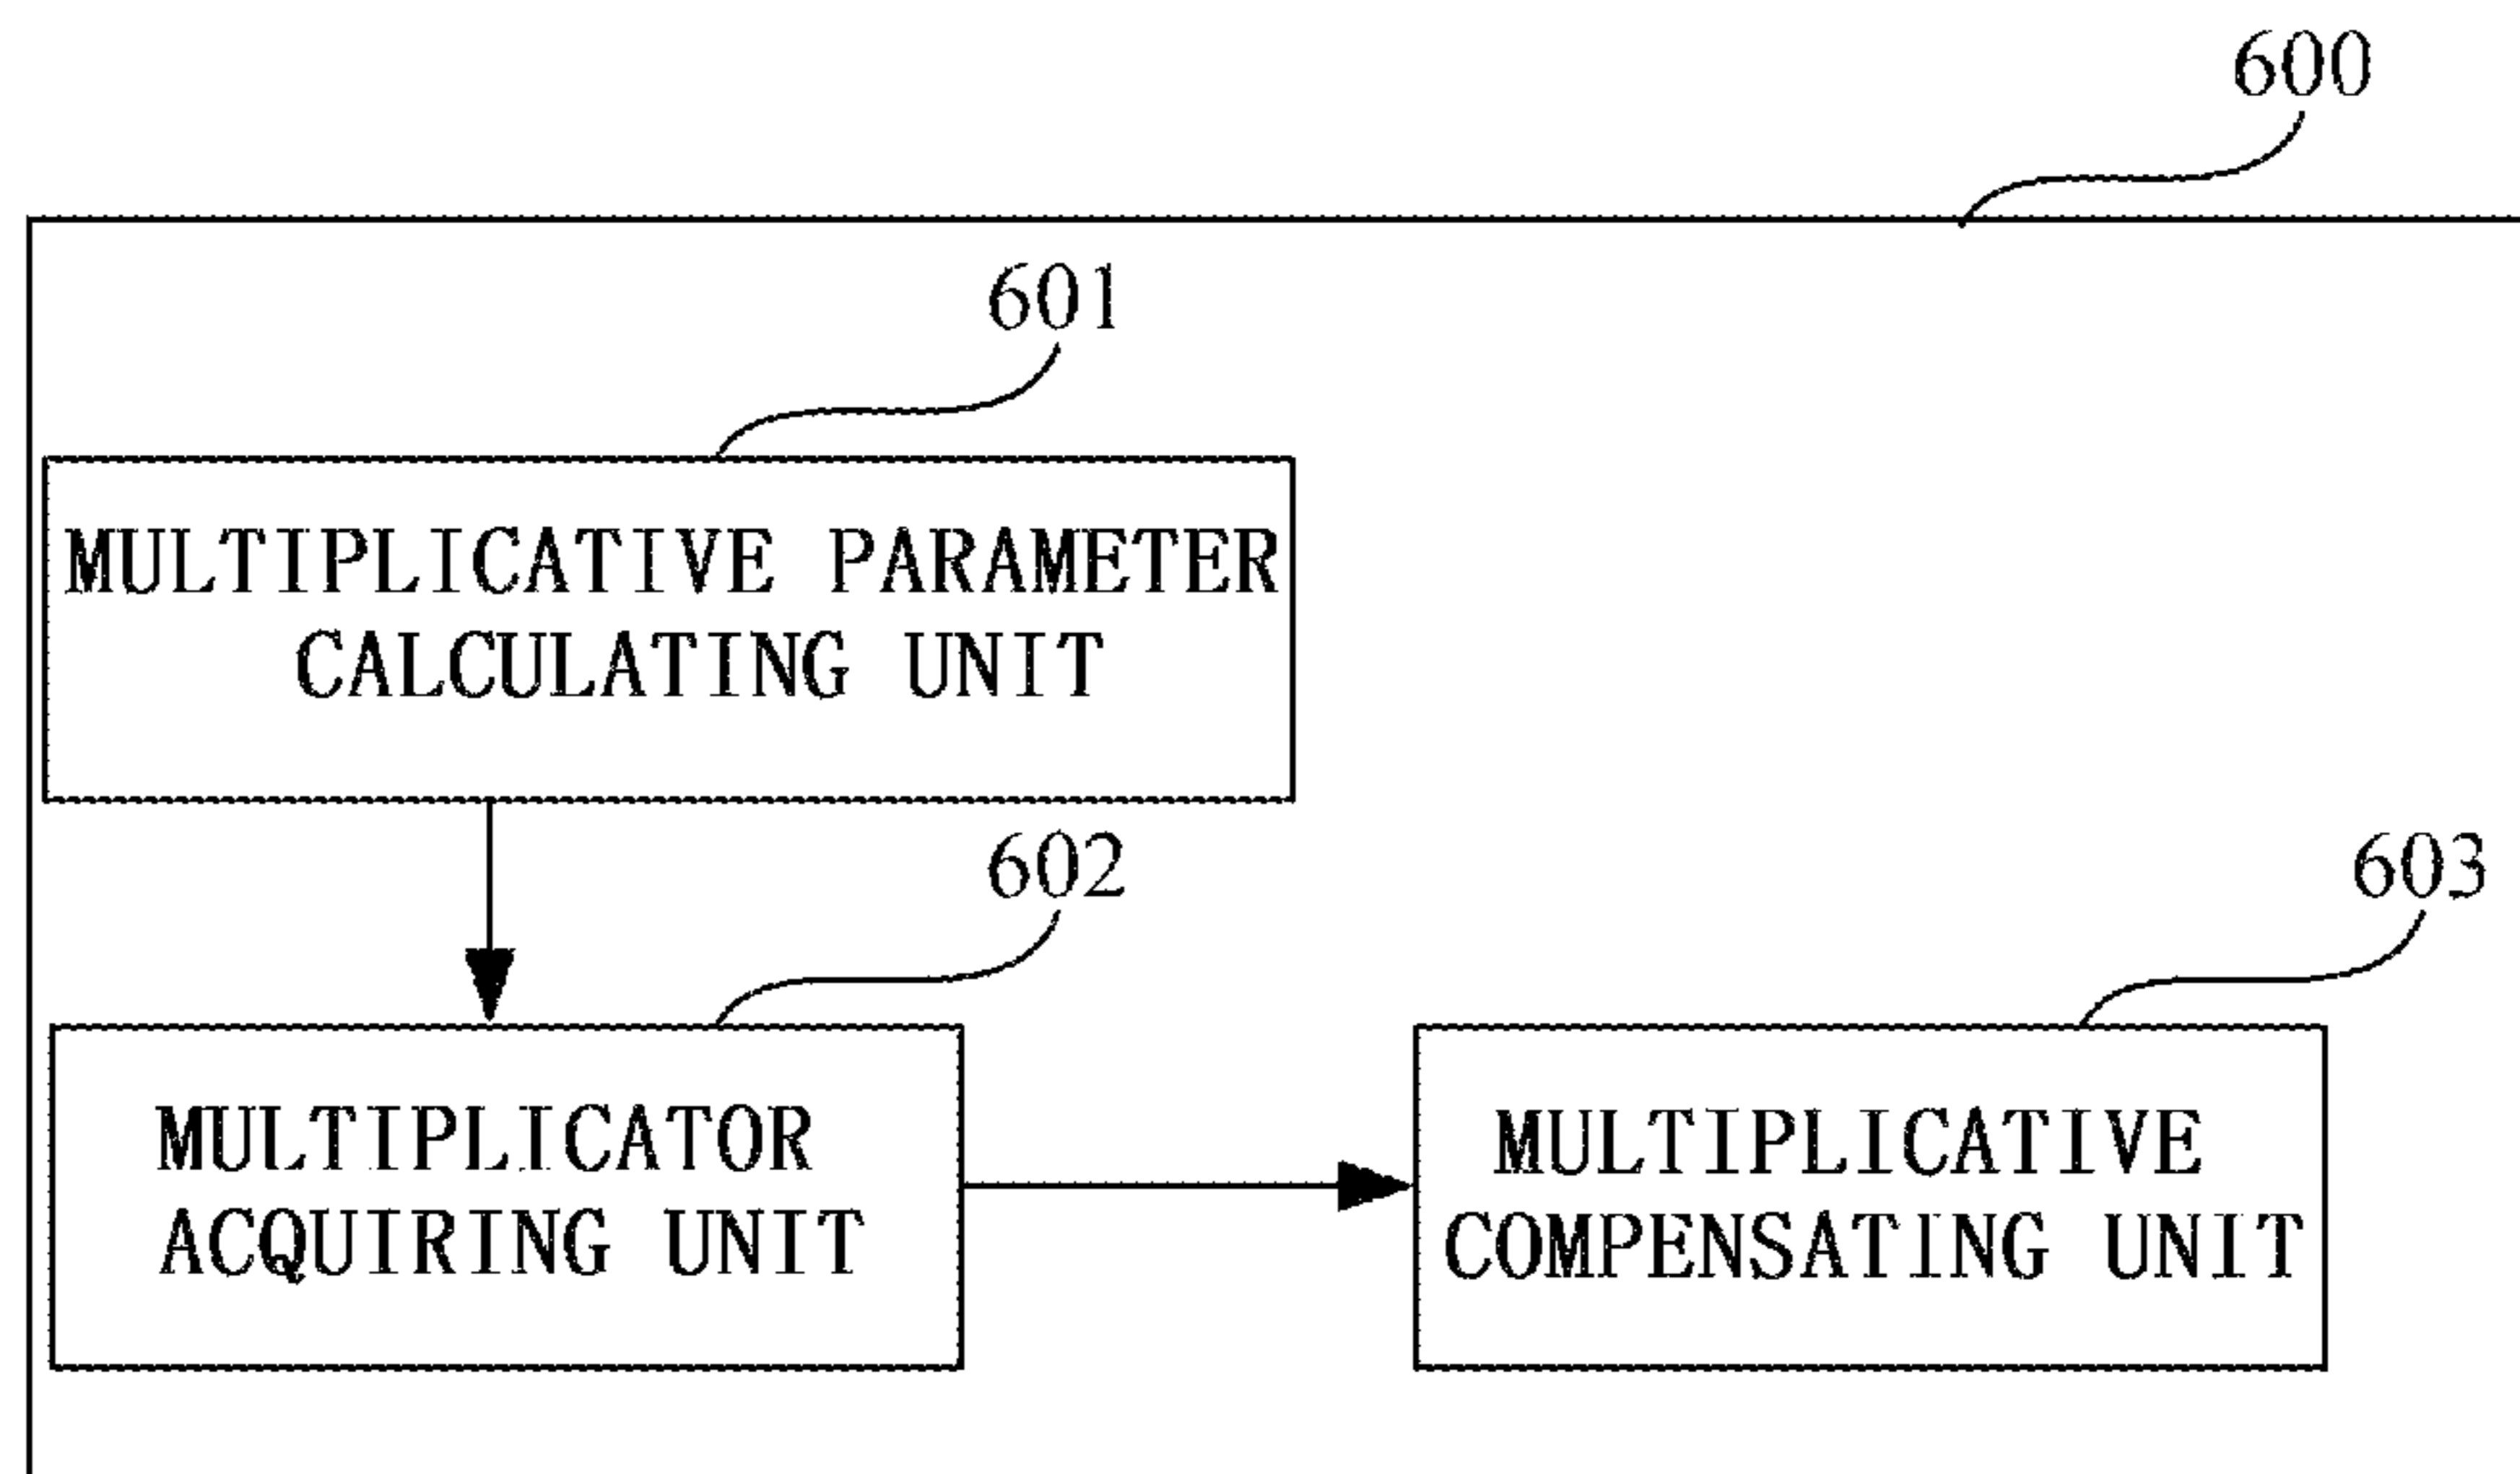 600
601
MULTIPLICATIVE PARAMETER
CALCULATING UNIT
602
603
MULTIPLICATOR
ACQUIRING UNIT
MULTIPLICATIVE
COMPENSATING UNIT